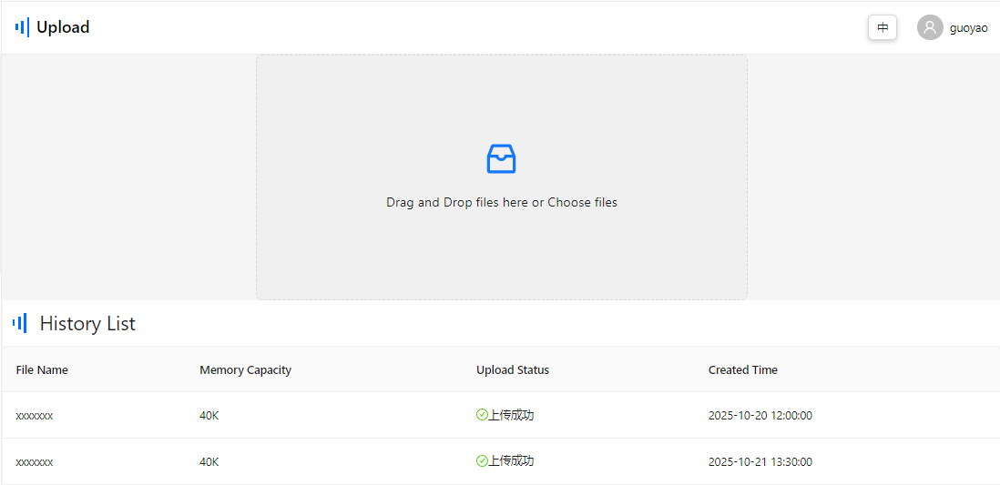 Upload
中
guoyao
Drag and Drop files here or Choose files
History List
File Name Memory Capacity Upload Status Created Time
xxxxxxx 40K 上传成功 2025-10-20 12:00:00
xxxxxxx 40K 上传成功 2025-10-21 13:30:00